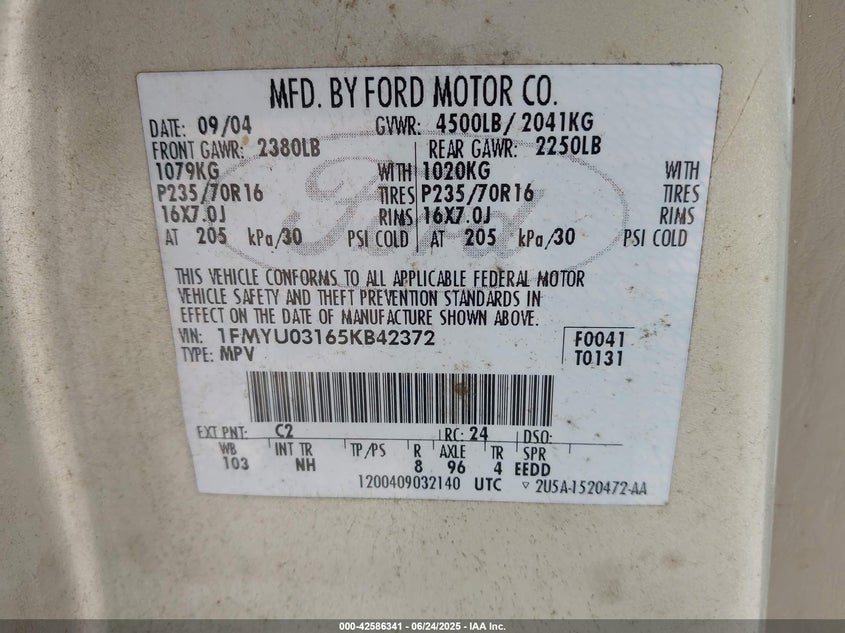 MFD. BY FORD MOTOR CO.
DATE: 09/04 GVWR: 4500LB/ 2041KG
FRONT GAWR: 2380LB REAR GAWR: 2250LB
1079KG WITH 1020KG WITH
P235/70R16 TIRES P235/70R16 TIRES
16X7.0J RIMS 16X7.0J RIMS
AT 205 kPa/30 PSI COLD AT 205 kPa/30 PSI COLD
Ford
THIS VEHICLE CONFORMS TO ALL APPLICABLE FEDERAL MOTOR
VEHICLE SAFETY AND THEFT PREVENTION STANDARDS IN
EFFECT ON THE DATE OF MANUFACTURE SHOWN ABOVE.
VIN: 1FMYU03165KB42372 F0041
TYPE: MPV T0131
EXT PNT: C2 RC: 24 DSO:
WB INT TR TP/PS R AXLE TR SPR
103 NH 8 96 4 EEDD
1200409032140 UTC ▽ 2U5A-1520472-AA
000-42586341 / 06/24/2025 - IAA Inc.